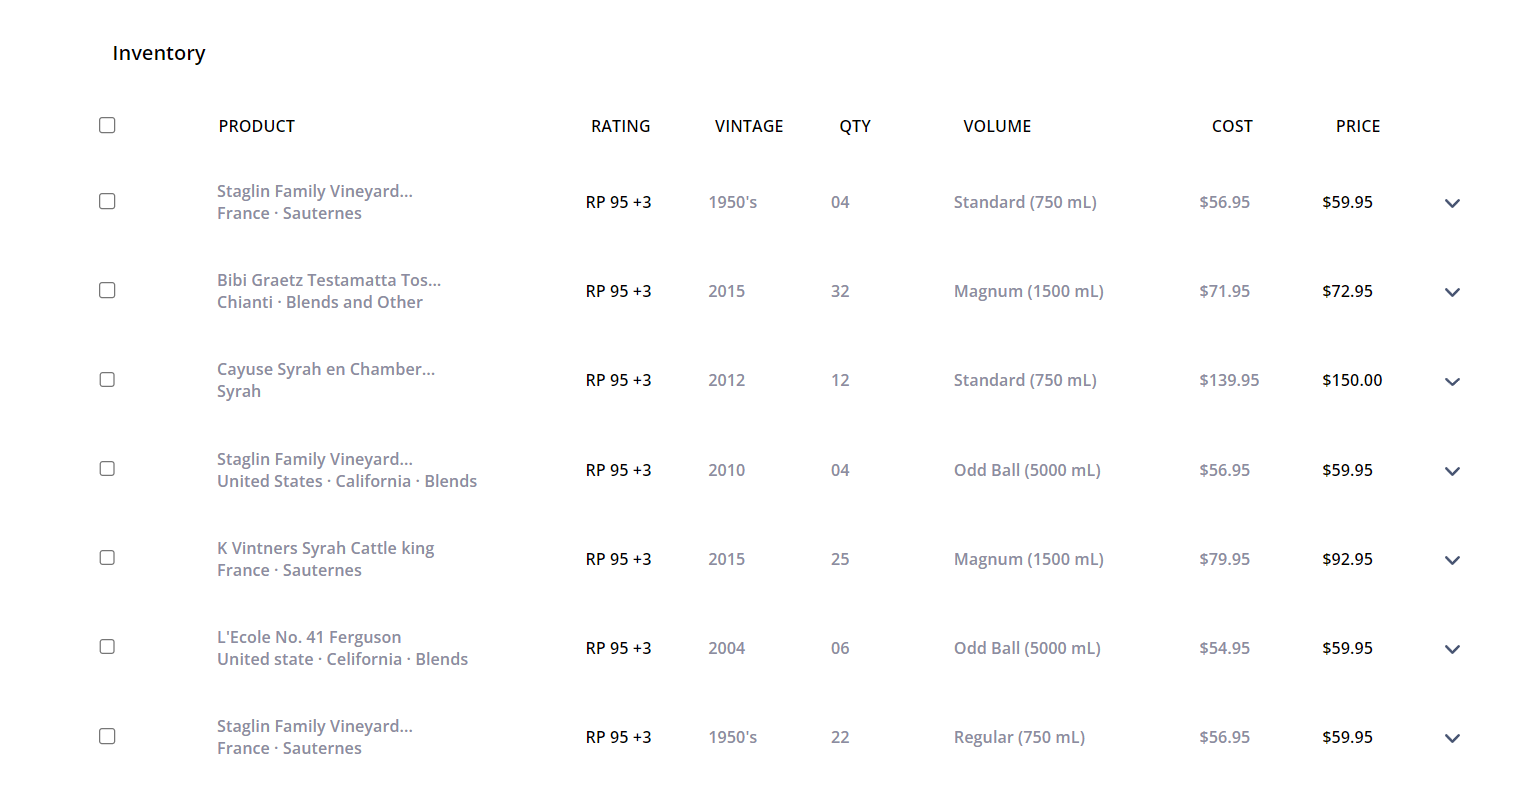 Inventory
PRODUCT RATING VINTAGE QTY VOLUME COST PRICE
Staglin Family Vineyard...
France · Sauternes
RP 95 +3 1950's 04 Standard (750 mL) $56.95 $59.95
Bibi Graetz Testamatta Tos...
Chianti · Blends and Other
RP 95 +3 2015 32 Magnum (1500 mL) $71.95 $72.95
Cayuse Syrah en Chamber...
Syrah
RP 95 +3 2012 12 Standard (750 mL) $139.95 $150.00
Staglin Family Vineyard...
United States · California · Blends
RP 95 +3 2010 04 Odd Ball (5000 mL) $56.95 $59.95
K Vintners Syrah Cattle king
France · Sauternes
RP 95 +3 2015 25 Magnum (1500 mL) $79.95 $92.95
L'Ecole No. 41 Ferguson
United state · Celifornia · Blends
RP 95 +3 2004 06 Odd Ball (5000 mL) $54.95 $59.95
Staglin Family Vineyard...
France · Sauternes
RP 95 +3 1950's 22 Regular (750 mL) $56.95 $59.95